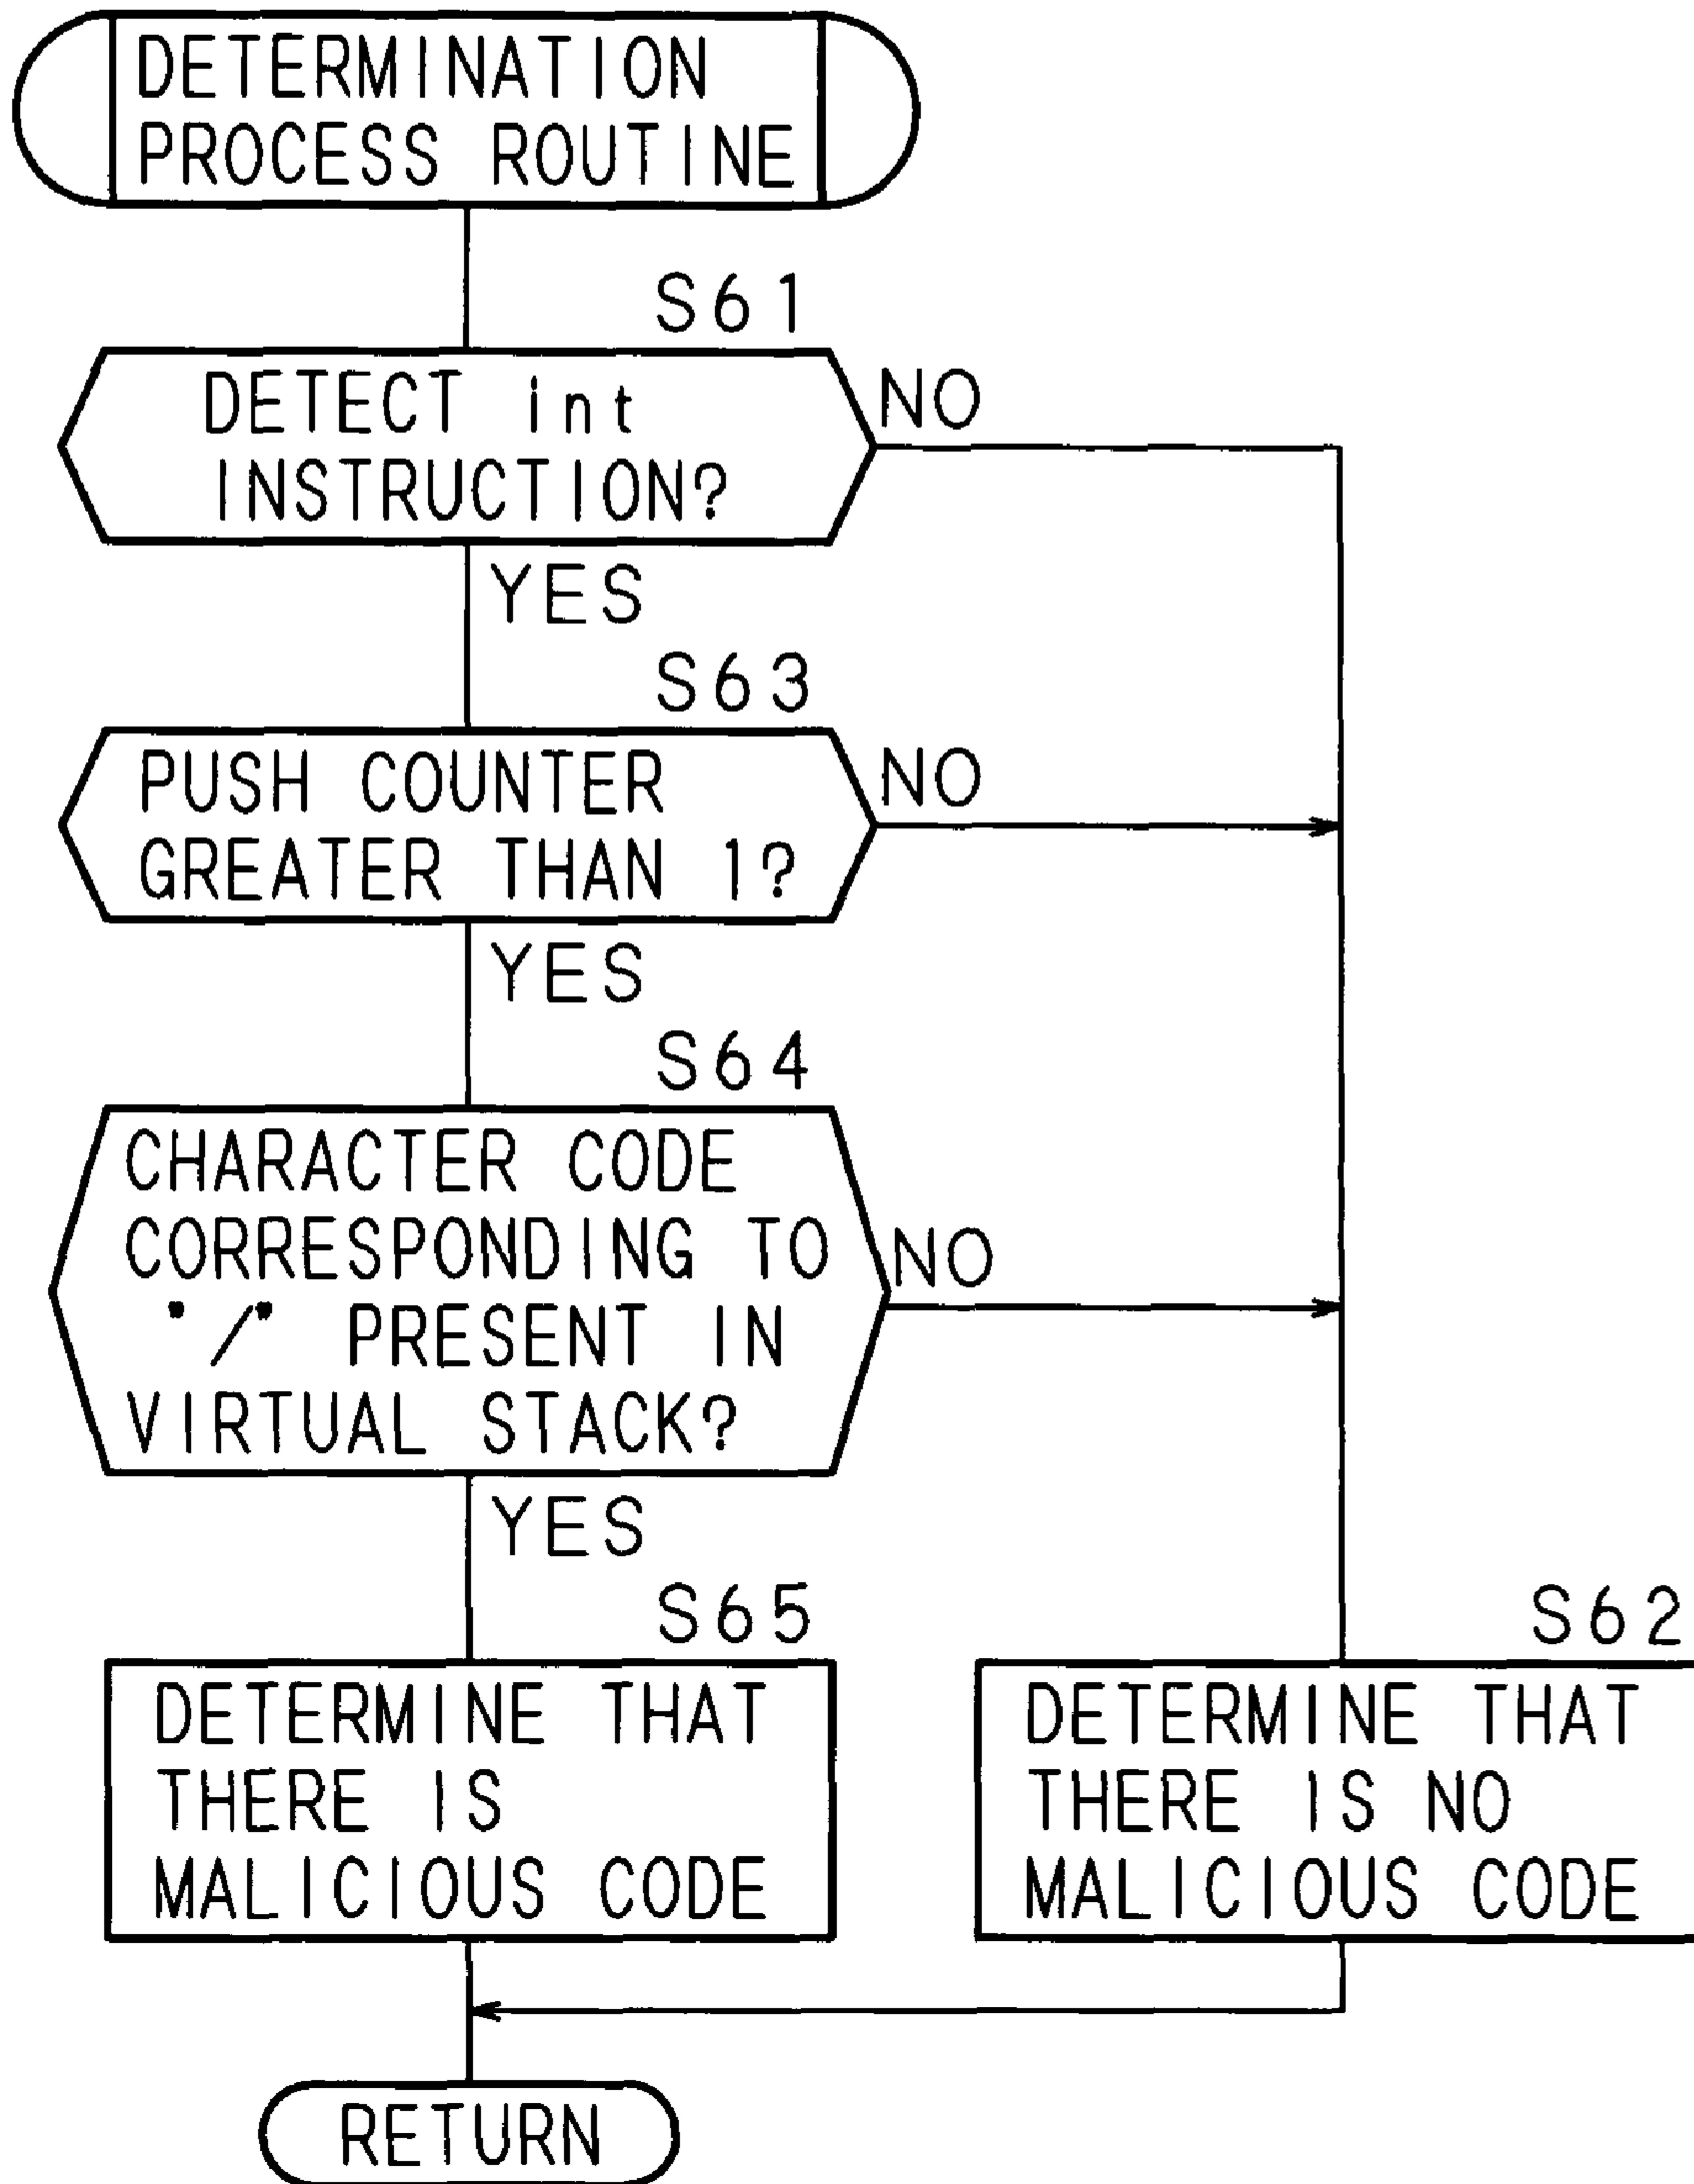 DETERMINATION
PROCESS ROUTINE
S61
DETECT int
INSTRUCTION?
NO
YES
S63
PUSH COUNTER
GREATER THAN 1?
NO
YES
S64
CHARACTER CODE
CORRESPONDING TO
"/" PRESENT IN
VIRTUAL STACK?
NO
YES
S65
DETERMINE THAT
THERE IS
MALICIOUS CODE
S62
DETERMINE THAT
THERE IS NO
MALICIOUS CODE
RETURN